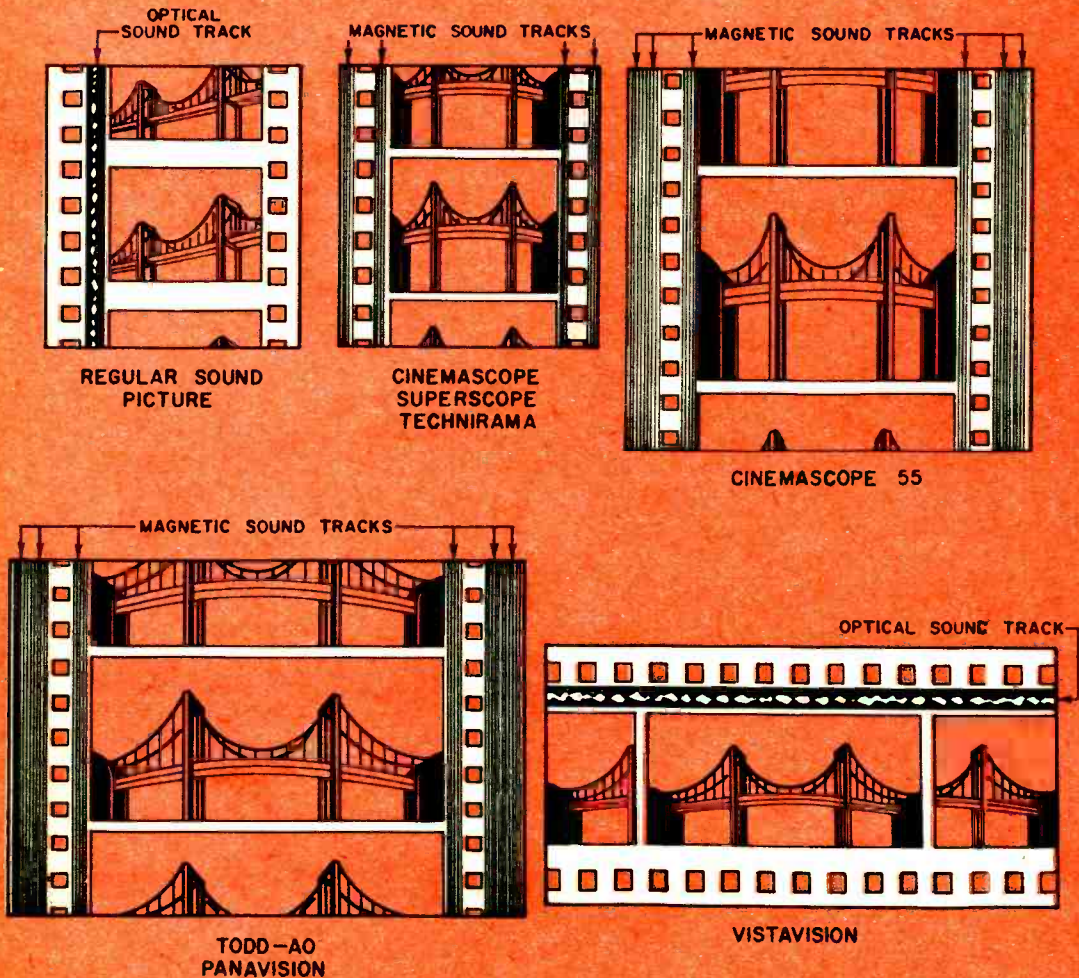 OPTICAL
SOUND TRACK
MAGNETIC SOUND TRACKS
MAGNETIC SOUND TRACKS
REGULAR SOUND
PICTURE
CINEMASCOPE
SUPERSCOPE
TECHNIRAMA
CINEMASCOPE 55
MAGNETIC SOUND TRACKS
OPTICAL SOUND TRACK
TODD-AO
PANAVISION
VISTAVISION